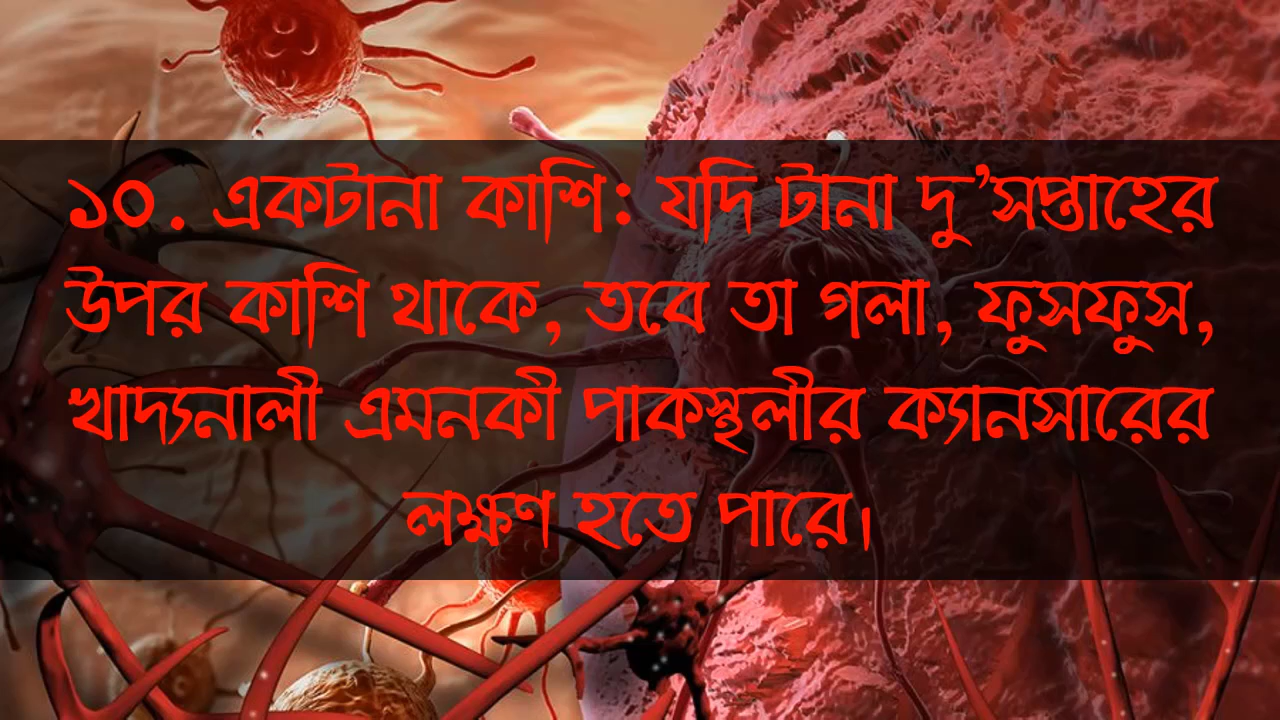 ১০. একটানা কাশি: যদি টানা দু’সপ্তাহের
উপর কাশি থাকে, তবে তা গলা, ফুসফুস,
খাদ্যনালী এমনকী পাকস্থলীর ক্যানসারের
লক্ষণ হতে পারে।